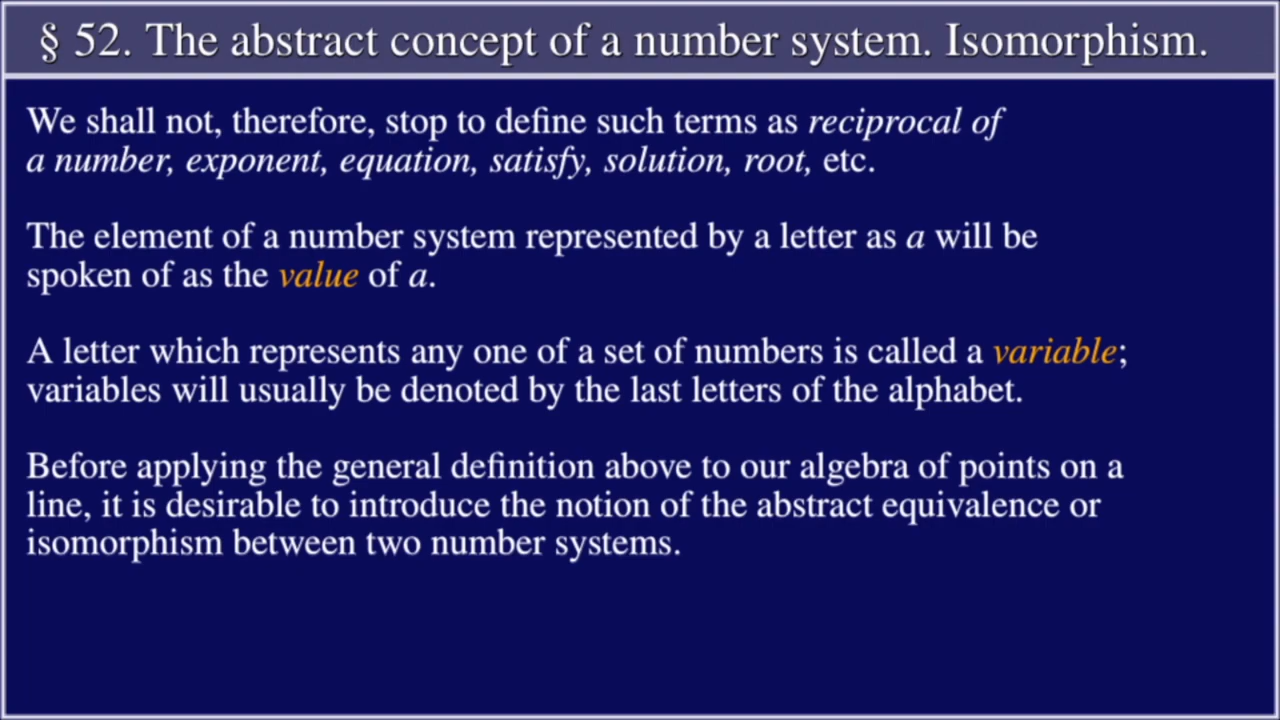 § 52. The abstract concept of a number system. Isomorphism.
We shall not, therefore, stop to define such terms as reciprocal of
a number, exponent, equation, satisfy, solution, root, etc.
The element of a number system represented by a letter as a will be
spoken of as the value of a.
A letter which represents any one of a set of numbers is called a variable;
variables will usually be denoted by the last letters of the alphabet.
Before applying the general definition above to our algebra of points on a
line, it is desirable to introduce the notion of the abstract equivalence or
isomorphism between two number systems.